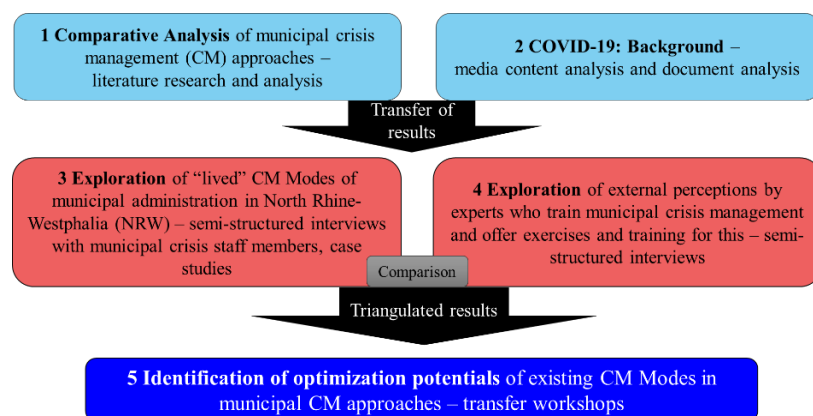 1 Comparative Analysis of municipal crisis
management (CM) approaches –
literature research and analysis
2 COVID-19: Background –
media content analysis and document analysis
Transfer of
results
3 Exploration of “lived” CM Modes of
municipal administration in North Rhine-
Westphalia (NRW) – semi-structured interviews
with municipal crisis staff members, case
studies
4 Exploration of external perceptions by
experts who train municipal crisis management
and offer exercises and training for this – semi-
structured interviews
Comparison
Triangulated results
5 Identification of optimization potentials of existing CM Modes in
municipal CM approaches – transfer workshops